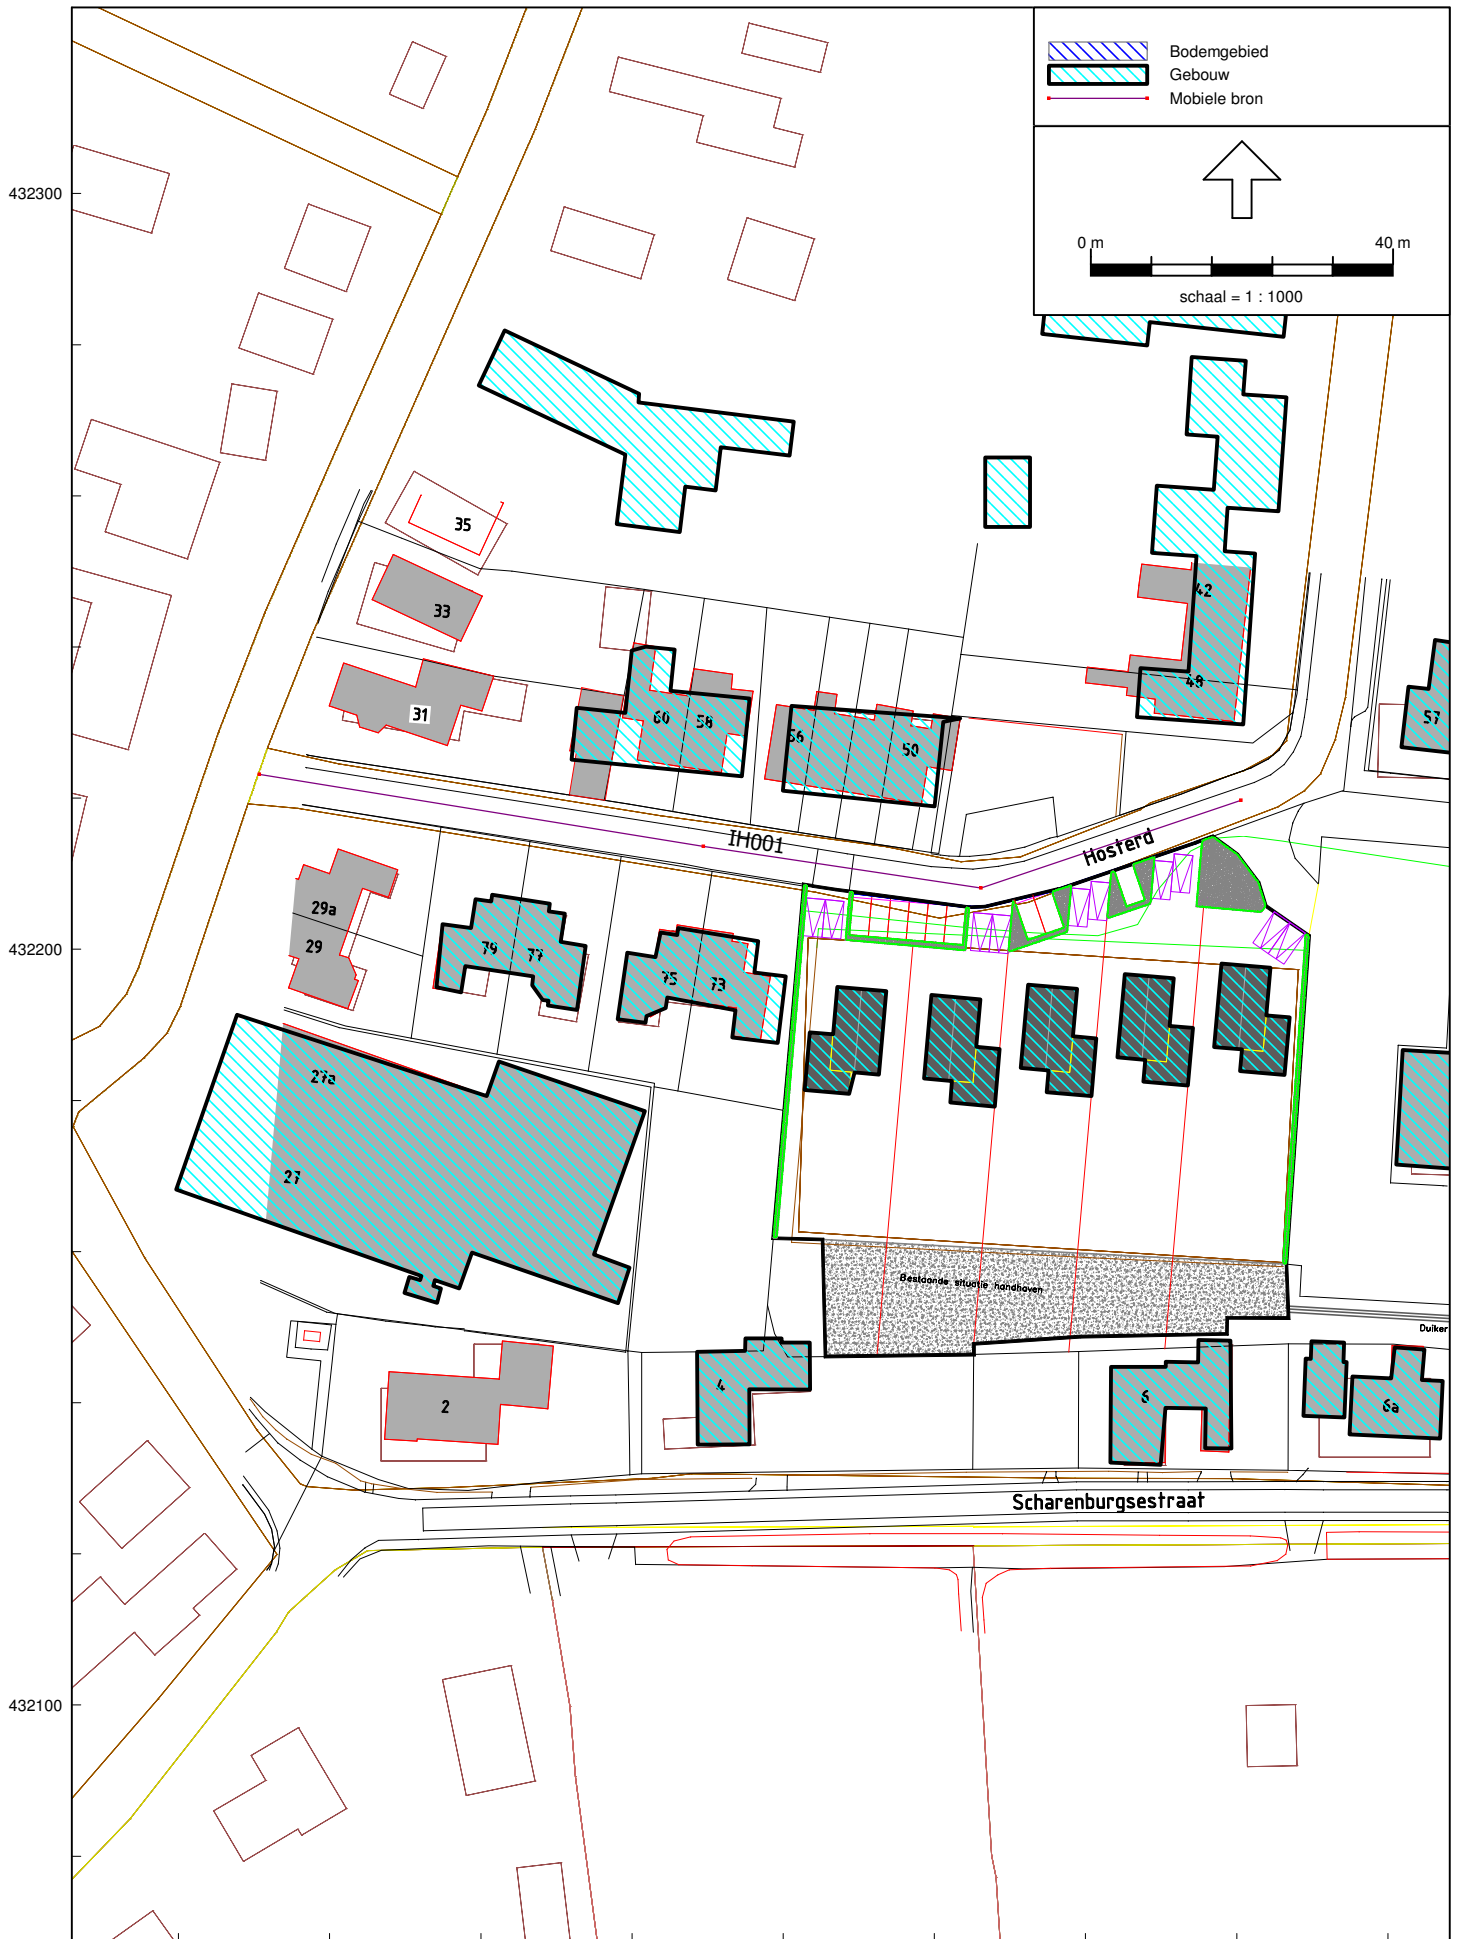 Bodemgebied
Gebouw
Mobiele bron
432300
0 m 40 m
schaal = 1 : 1000
35
33
42
31
60 58
48
56 50
57
IH001
Hosterd
29a
29
79 77
75 73
432200
27a
27
Bestaande situatie handhaven
Duiker
4
6
6a
2
Scharenburgsestraat
432100